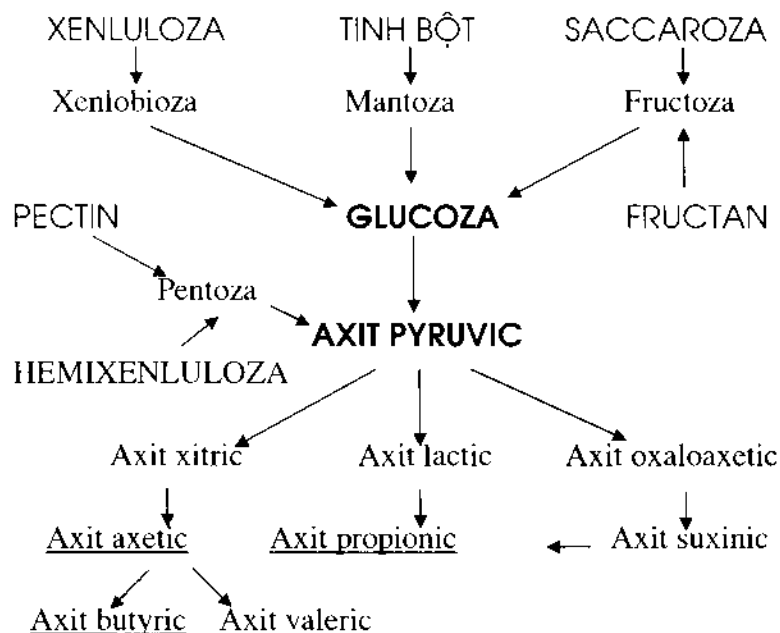 XENLULOZA TINH BỘT SACCAROZA
Xenlobioza Mantoza Fructoza
PECTIN GLUCOZA FRUCTAN
Pentoza
AXIT PYRUVIC
HEMIXENLULOZA
Axit xitric Axit lactic Axit oxaloaxetic
Axit axetic Axit propionic Axit suxinic
Axit butyric Axit valeric